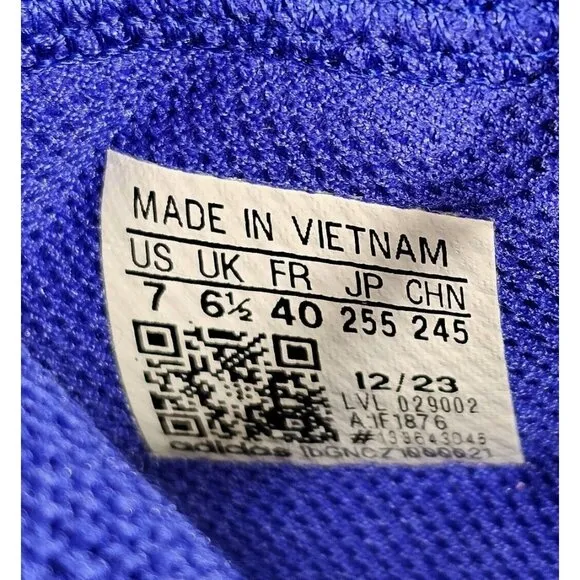 MADE IN VIETNAM
US UK FR JP CHN
7 6½ 40 255 245
12/23
LVL 029002
A.IF1876
adidas